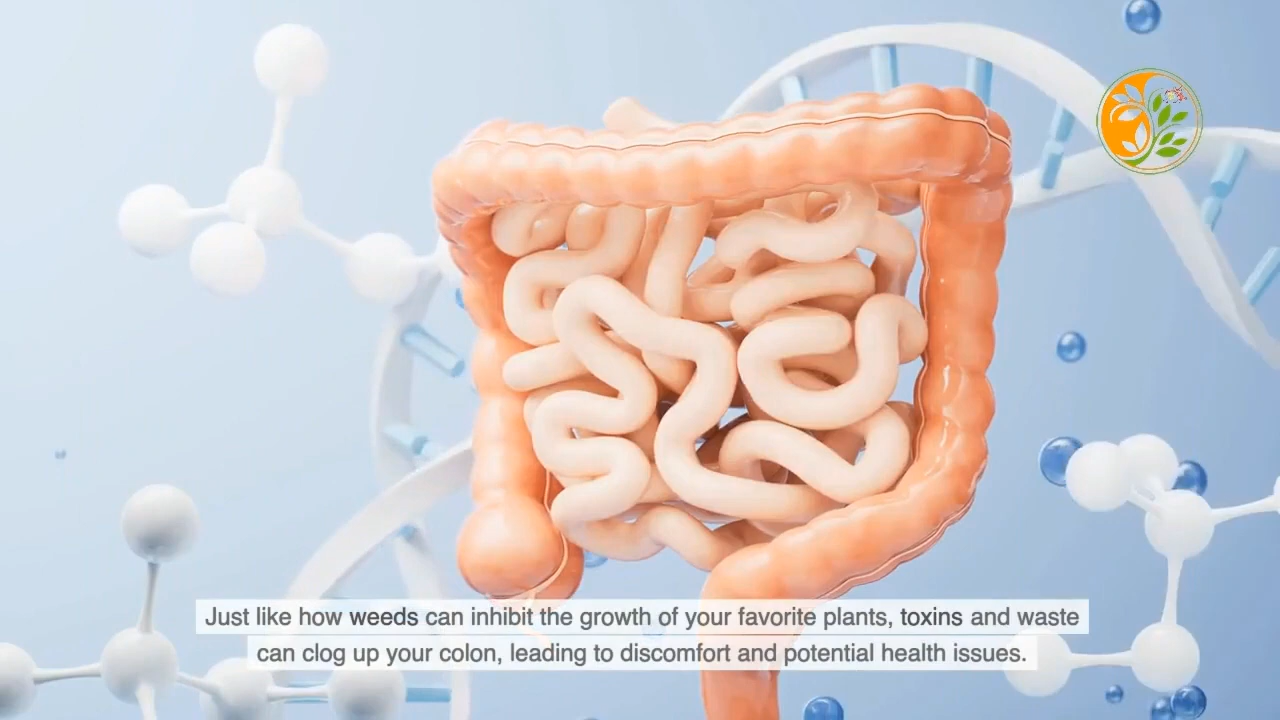 Just like how weeds can inhibit the growth of your favorite plants, toxins and waste
can clog up your colon, leading to discomfort and potential health issues.